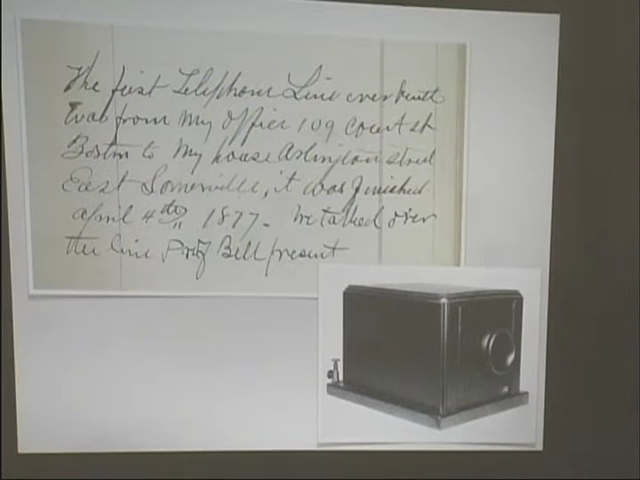 The first Telephone Line ever built
was from my office 109 Court st
Boston to my house Arlington street
East Somerville, it was finished
april 4th 1877. We talked over
the line Prof Bell present